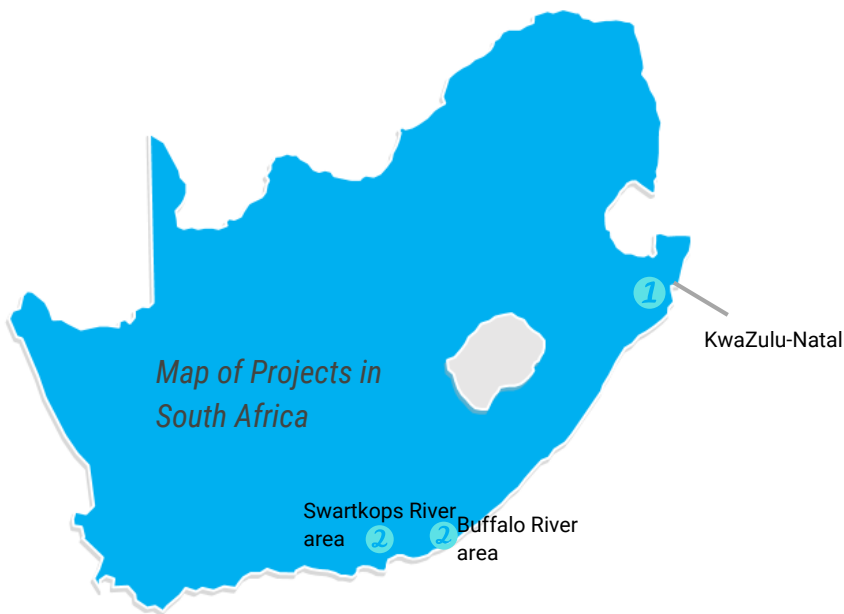 1
KwaZulu-Natal
Map of Projects in
South Africa
Swartkops River
area
2
2
Buffalo River
area